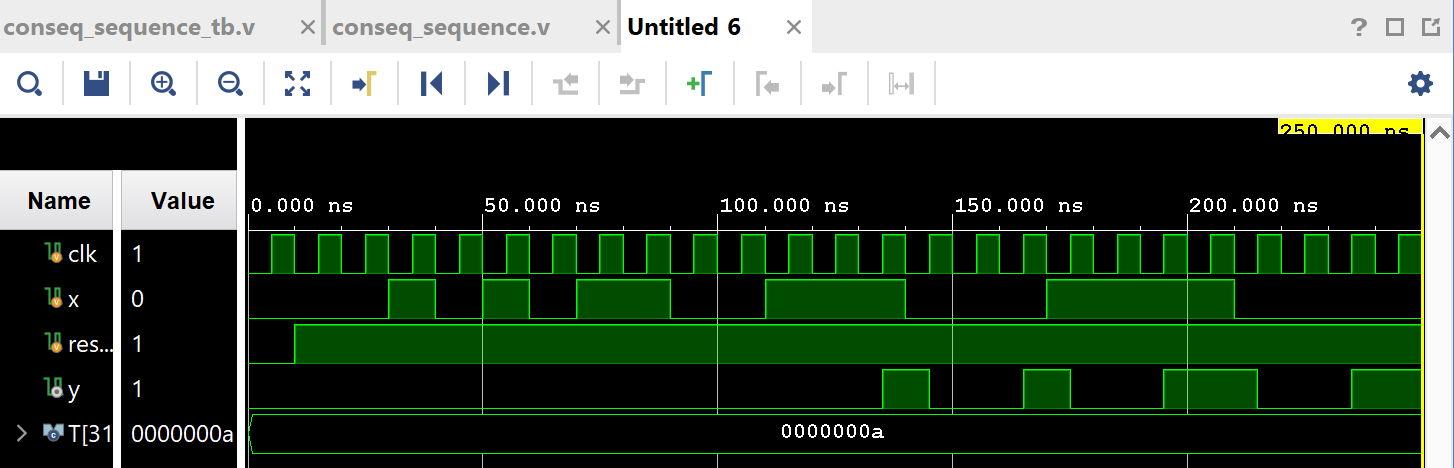 conseq_sequence_tb.v
conseq_sequence.v
Untitled 6
?
250.000 ns
Name
Value
0.000 ns
50.000 ns
100.000 ns
150.000 ns
200.000 ns
clk
1
x
0
res...
1
y
1
T[31
0000000a
0000000a